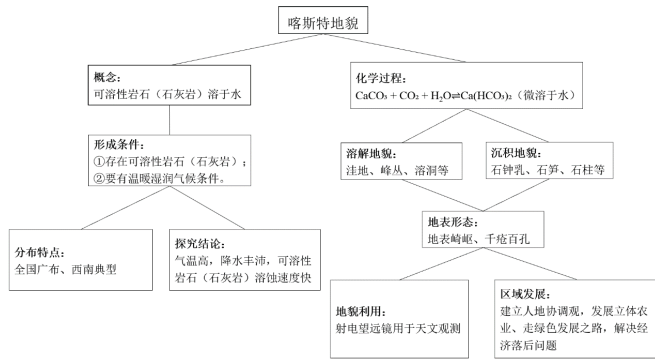 喀斯特地貌
概念：
可溶性岩石（石灰岩）溶于水
化学过程：
CaCO₃ + CO₂ + H₂O⇌Ca(HCO₃)₂（微溶于水）
形成条件：
①存在可溶性岩石（石灰岩）；
②要有温暖湿润气候条件。
溶解地貌：
洼地、峰丛、溶洞等
沉积地貌：
石钟乳、石笋、石柱等
分布特点：
全国广布、西南典型
探究结论：
气温高，降水丰沛，可溶性
岩石（石灰岩）溶蚀速度快
地表形态：
地表崎岖、千疮百孔
地貌利用：
射电望远镜用于天文观测
区域发展：
建立人地协调观，发展立体农
业、走绿色发展之路，解决经
济落后问题